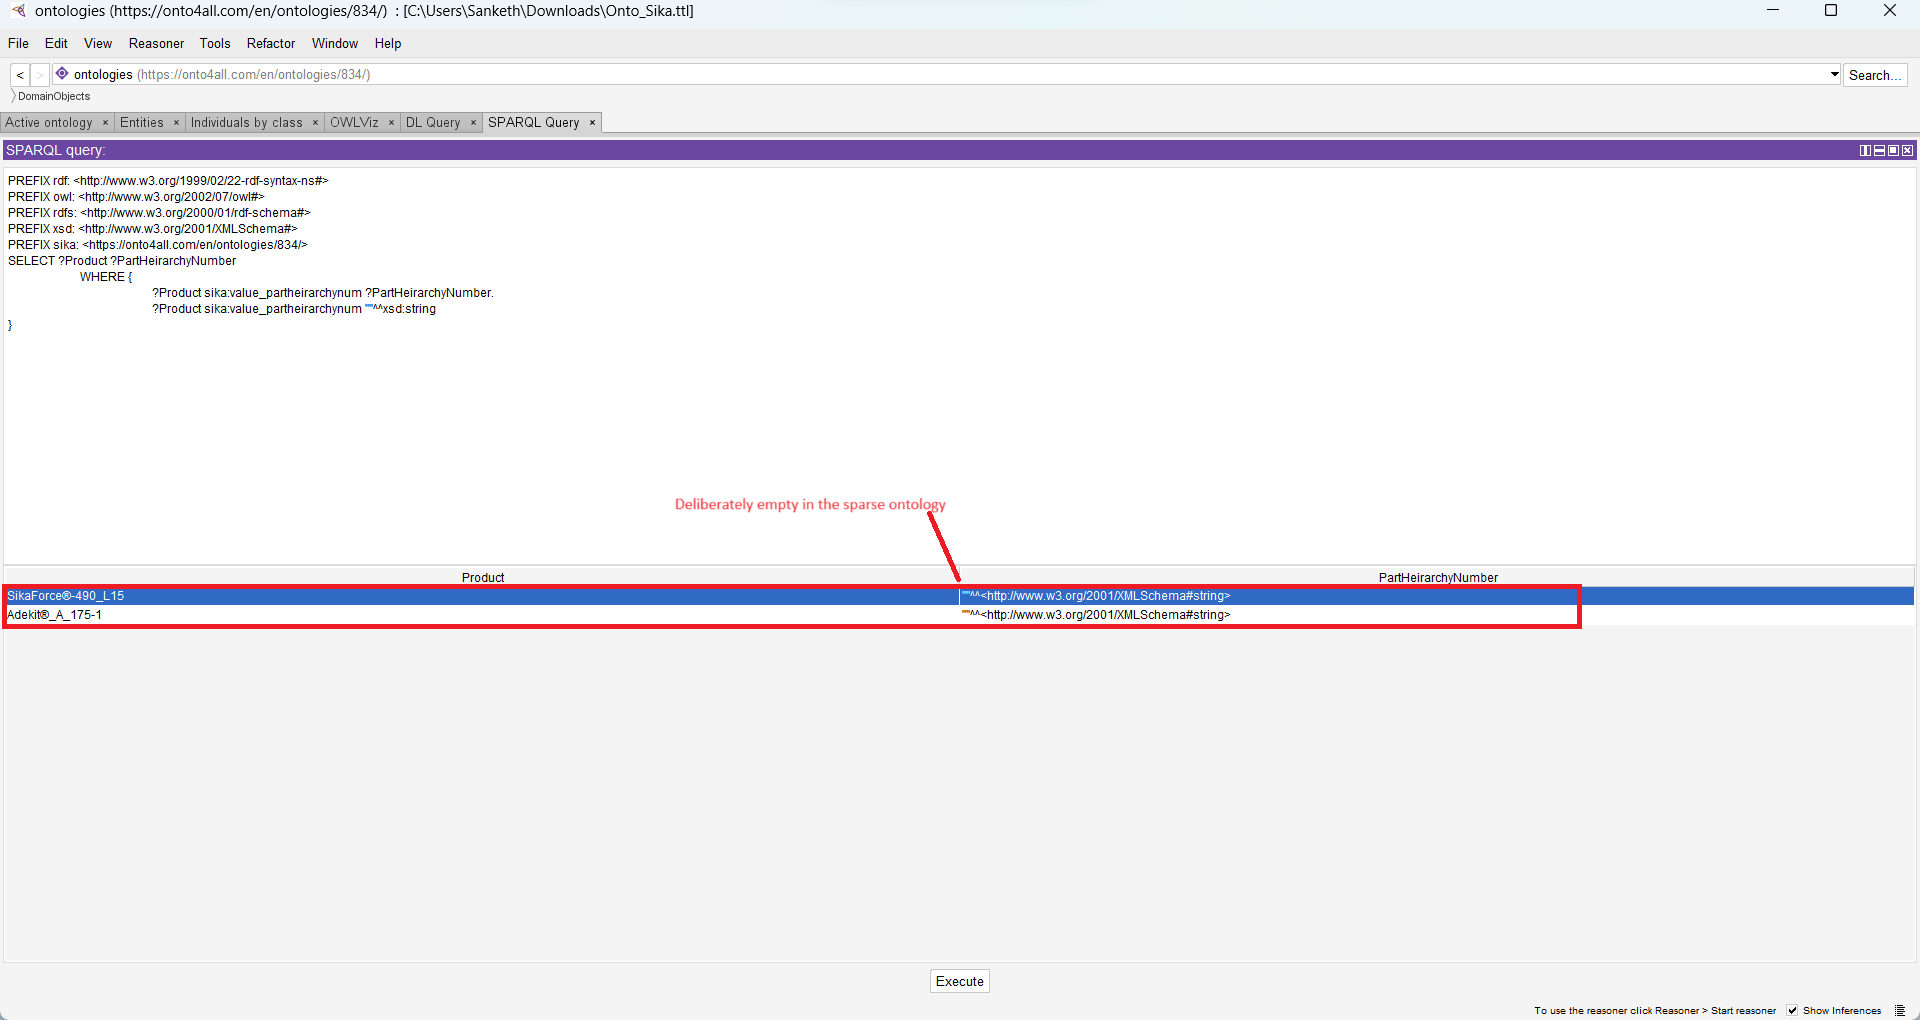 ontologies (https://onto4all.com/en/ontologies/834/)  : [C:\Users\Sanketh\Downloads\Onto_Sika.ttl]
File Edit View Reasoner Tools Refactor Window Help
< > ontologies (https://onto4all.com/en/ontologies/834/) Search...
DomainObjects
Active ontology × Entities × Individuals by class × OWLViz × DL Query × SPARQL Query ×
SPARQL query:
PREFIX rdf: <http://www.w3.org/1999/02/22-rdf-syntax-ns#>
PREFIX owl: <http://www.w3.org/2002/07/owl#>
PREFIX rdfs: <http://www.w3.org/2000/01/rdf-schema#>
PREFIX xsd: <http://www.w3.org/2001/XMLSchema#>
PREFIX sika: <https://onto4all.com/en/ontologies/834/>
SELECT ?Product ?PartHeirarchyNumber
WHERE {
?Product sika:value_partheirarchynum ?PartHeirarchyNumber.
?Product sika:value_partheirarchynum ""^^xsd:string
}
Deliberately empty in the sparse ontology
Product PartHeirarchyNumber
SikaForce®-490_L15 ""^^<http://www.w3.org/2001/XMLSchema#string>
Adekit®_A_175-1 ""^^<http://www.w3.org/2001/XMLSchema#string>
Execute
To use the reasoner click Reasoner > Start reasoner Show Inferences